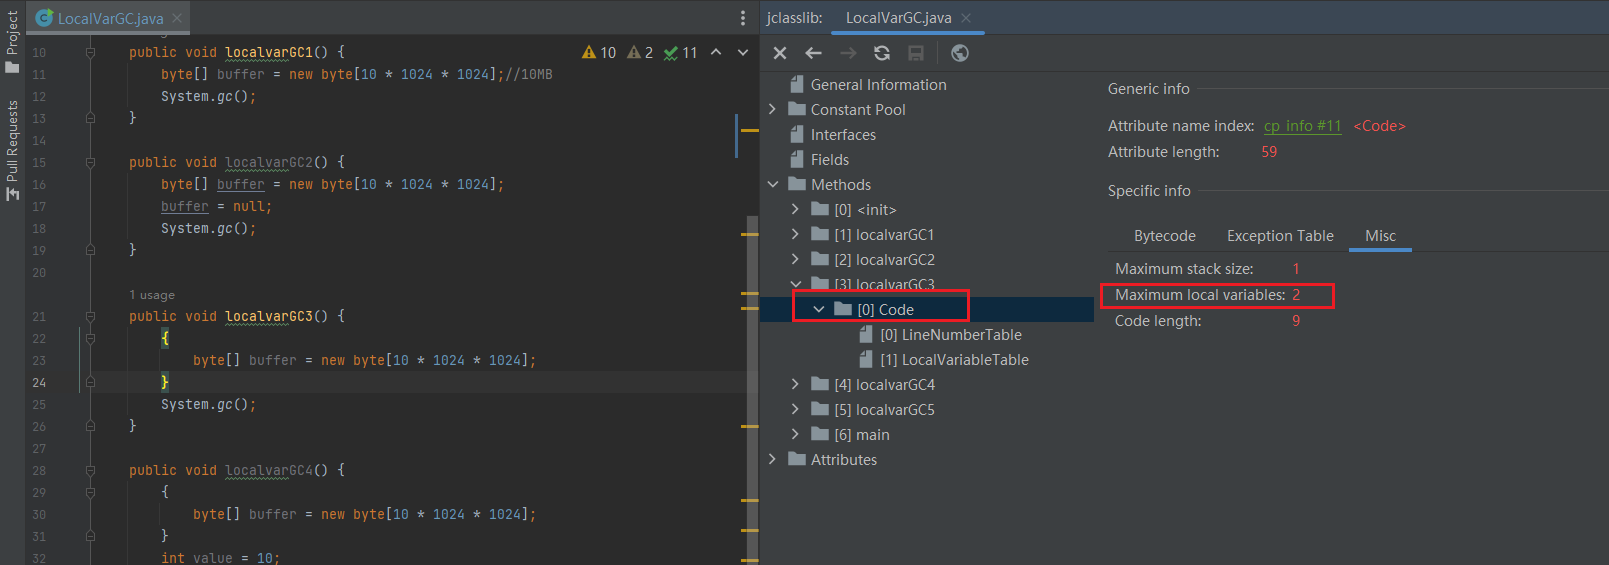 Project
Pull Requests
LocalVarGC.java
10 public void localvarGC1() {
10 2 11
11 byte[] buffer = new byte[10 * 1024 * 1024];//10MB
12 System.gc();
13 }
14
15 public void localvarGC2() {
16 byte[] buffer = new byte[10 * 1024 * 1024];
17 buffer = null;
18 System.gc();
19 }
20
1 usage
21 public void localvarGC3() {
22 {
23 byte[] buffer = new byte[10 * 1024 * 1024];
24 }
25 System.gc();
26 }
27
28 public void localvarGC4() {
29 {
30 byte[] buffer = new byte[10 * 1024 * 1024];
31 }
32 int value = 10;
jclasslib: LocalVarGC.java
General Information
Constant Pool
Interfaces
Fields
Methods
[0] <init>
[1] localvarGC1
[2] localvarGC2
[3] localvarGC3
[0] Code
[0] LineNumberTable
[1] LocalVariableTable
[4] localvarGC4
[5] localvarGC5
[6] main
Attributes
Generic info
Attribute name index: cp_info #11 <Code>
Attribute length: 59
Specific info
Bytecode Exception Table Misc
Maximum stack size: 1
Maximum local variables: 2
Code length: 9